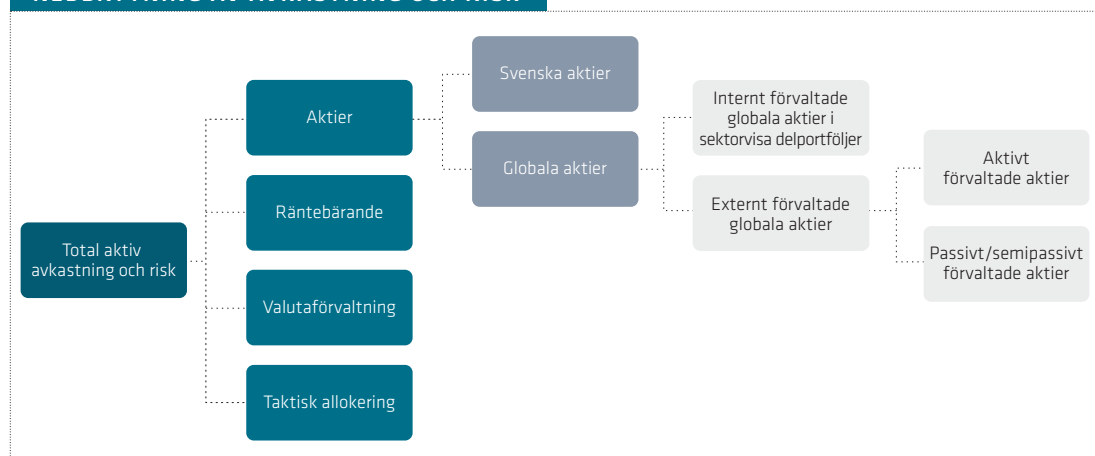 Svenska aktier
Aktier
Internt förvaltade
globala aktier i
sektorvisa delportföljer
Globala aktier
Aktivt
förvaltade aktier
Räntebärande
Externt förvaltade
globala aktier
Total aktiv
avkastning och risk
Passivt/semipassivt
förvaltade aktier
Valutaförvaltning
Taktisk allokering